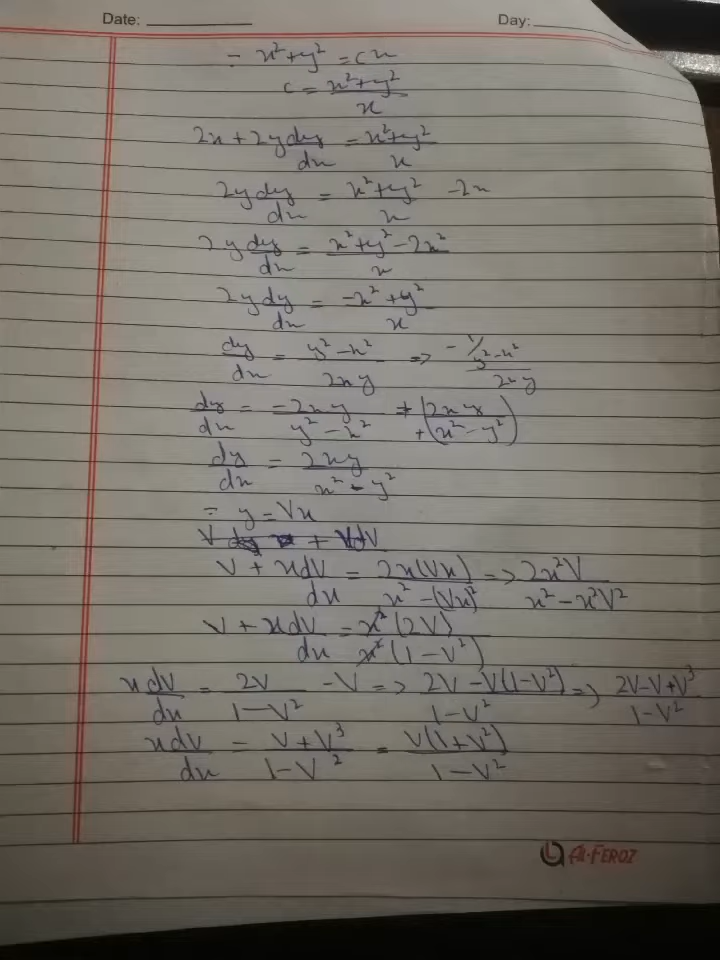 Date: Day:
= x² + y² = cx
c = (x² + y²)/x
2x + 2y dy/dx = (x² + y²)/x
2y dy/dx = (x² + y²)/x - 2x
2y dy/dx = (x² + y² - 2x²)/x
2y dy/dx = (-x² + y²)/x
dy/dx = (y² - x²)/2xy => -1/((y² - x²)/2xy)
dy/dx = -2xy/(y² - x²) = +2xy/+(x² - y²)
dy/dx = 2xy/(x² - y²)
= y = Vx
V + x dV/dx = 2x(Vx)/(x² - (Vx)²) => 2x²V/(x² - x²V²)
V + x dV/dx = x²(2V)/x²(1 - V²)
x dV/dx = 2V/(1 - V²) - V => (2V - V(1 - V²))/(1 - V²) => (2V - V + V³)/(1 - V²)
x dV/dx = (V + V³)/(1 - V²) = V(1 + V²)/(1 - V²)
Al-FEROZ